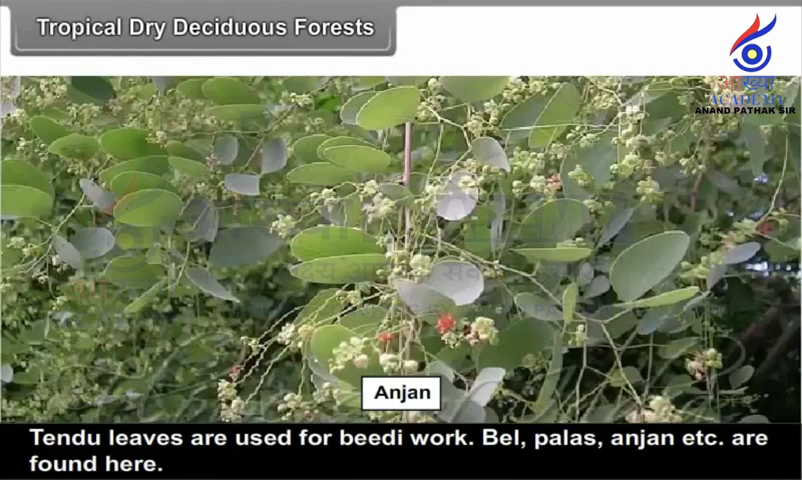 Tropical Dry Deciduous Forests
आख्या
ACADEMY
ANAND PATHAK SIR
Anjan
Tendu leaves are used for beedi work. Bel, palas, anjan etc. are
found here.